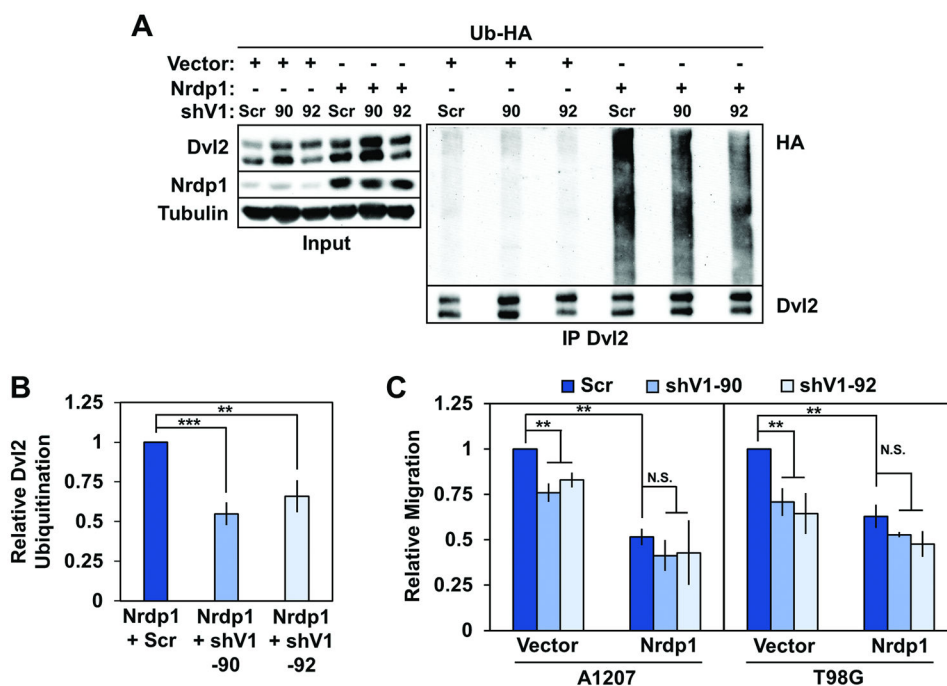 A
Ub-HA
Vector: + + + - - - + + + - - -
Nrdp1: - - - + + + - - - + + +
shV1: Scr 90 92 Scr 90 92 Scr 90 92 Scr 90 92
Dvl2
Nrdp1
Tubulin
Input
HA
Dvl2
IP Dvl2
B
Relative Dvl2
Ubiquitination
1.25
1
0.75
0.5
0.25
0
***
**
Nrdp1 Nrdp1 Nrdp1
+ Scr + shV1 + shV1
-90 -92
C
Scr shV1-90 shV1-92
Relative Migration
1.25
1
0.75
0.5
0.25
0
** **
** **
N.S. N.S.
Vector Nrdp1 Vector Nrdp1
A1207 T98G